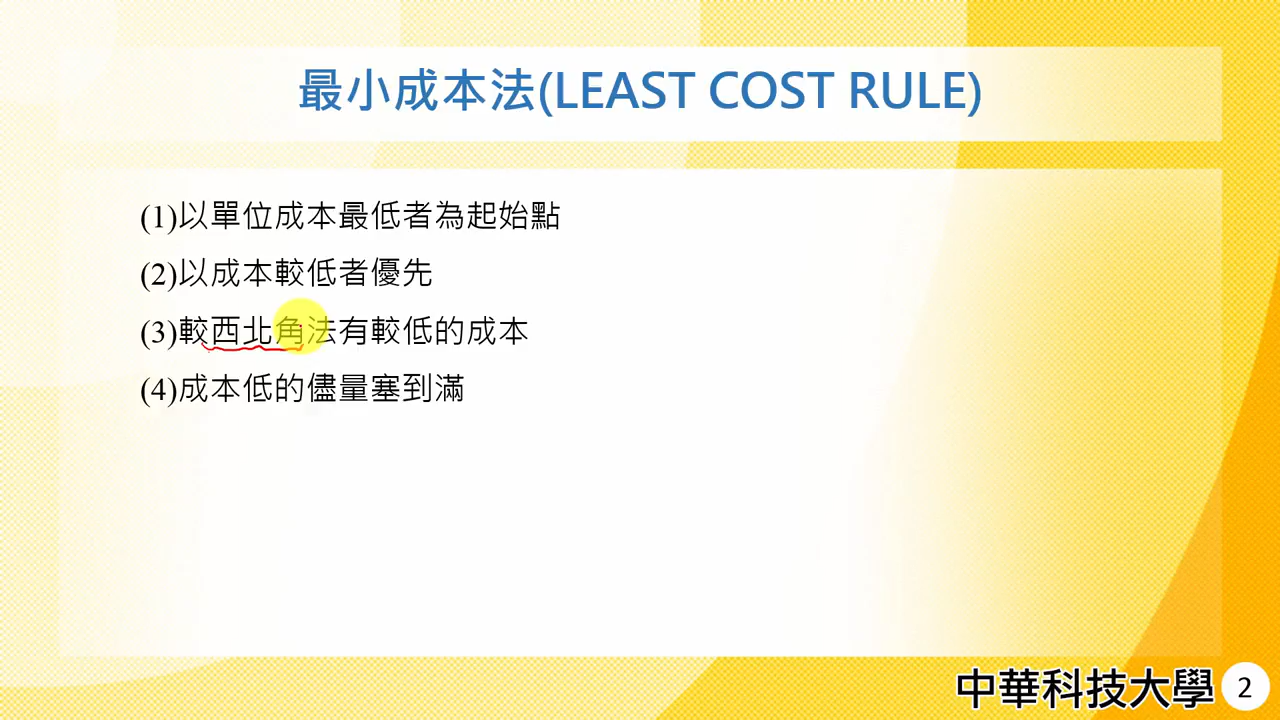 最小成本法(LEAST COST RULE)
(1)以單位成本最低者為起始點
(2)以成本較低者優先
(3)較西北角法有較低的成本
(4)成本低的儘量塞到滿
中華科技大學 2